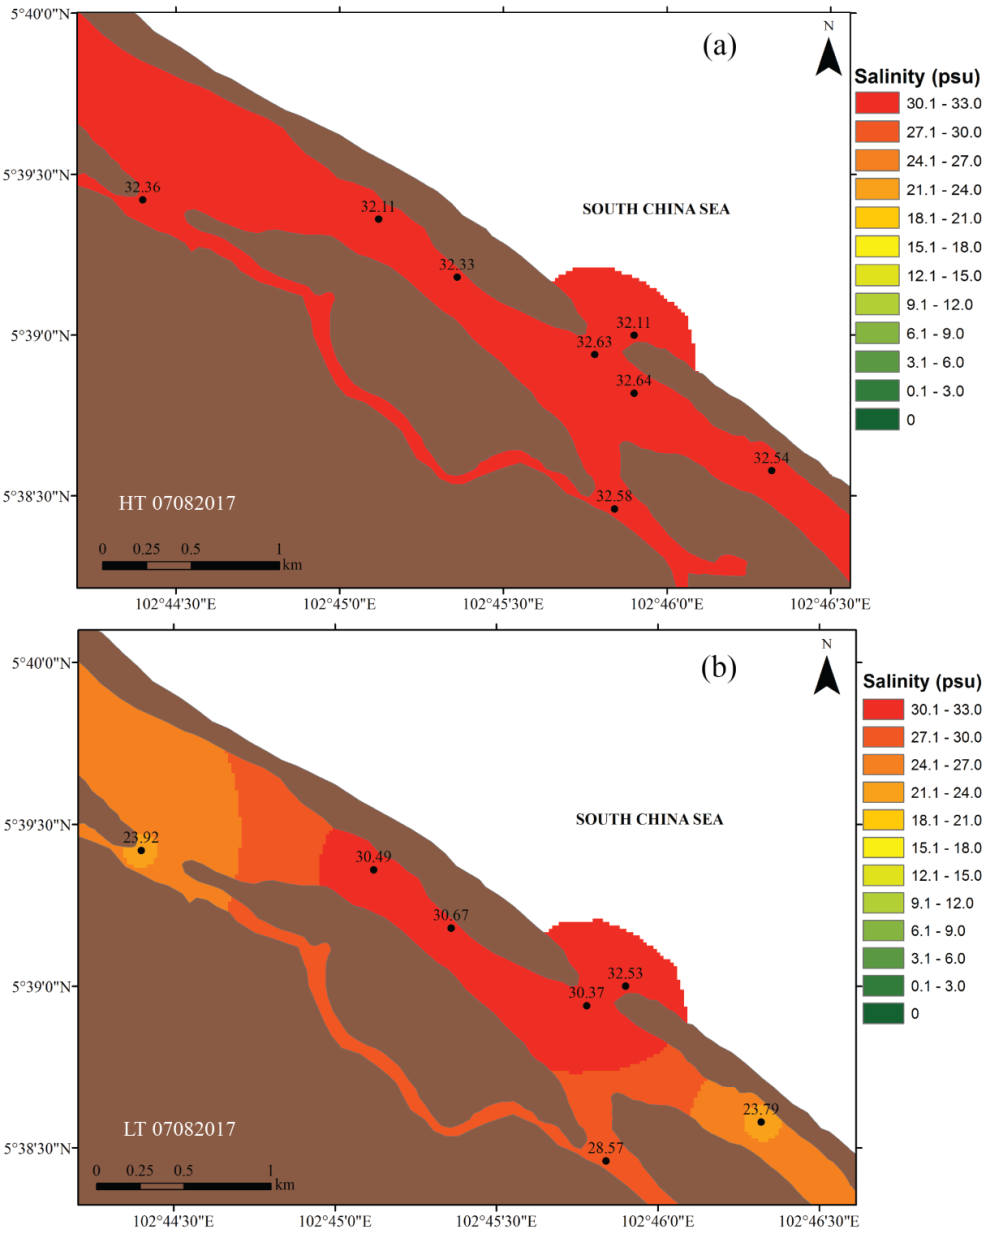 5°40'0"N
(a)
N
Salinity (psu)
30.1 - 33.0
27.1 - 30.0
24.1 - 27.0
21.1 - 24.0
18.1 - 21.0
15.1 - 18.0
12.1 - 15.0
9.1 - 12.0
6.1 - 9.0
3.1 - 6.0
0.1 - 3.0
0
5°39'30"N
32.36
32.11
SOUTH CHINA SEA
32.33
5°39'0"N
32.11
32.63
32.64
32.54
5°38'30"N
32.58
HT 07082017
0 0.25 0.5 1
km
102°44'30"E 102°45'0"E 102°45'30"E 102°46'0"E 102°46'30"E
5°40'0"N
(b)
N
Salinity (psu)
30.1 - 33.0
27.1 - 30.0
24.1 - 27.0
21.1 - 24.0
18.1 - 21.0
15.1 - 18.0
12.1 - 15.0
9.1 - 12.0
6.1 - 9.0
3.1 - 6.0
0.1 - 3.0
0
5°39'30"N
SOUTH CHINA SEA
23.92
30.49
30.67
5°39'0"N
32.53
30.37
23.79
LT 07082017
5°38'30"N
28.57
0 0.25 0.5 1
km
102°44'30"E 102°45'0"E 102°45'30"E 102°46'0"E 102°46'30"E